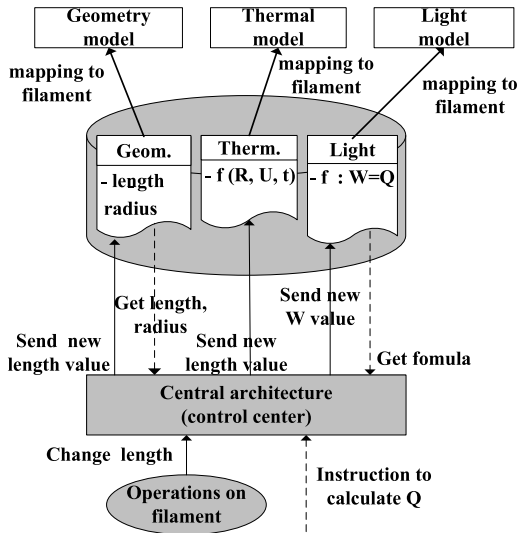 Geometry
model
Thermal
model
Light
model
mapping to
filament
mapping to
filament
mapping to
filament
Geom.
- length
radius
Therm.
- f (R, U, t)
Light
- f : W=Q
Get length,
radius
Send new
length value
Send new
length value
Send new
W value
Get fomula
Central architecture
(control center)
Change length
Operations on
filament
Instruction to
calculate Q